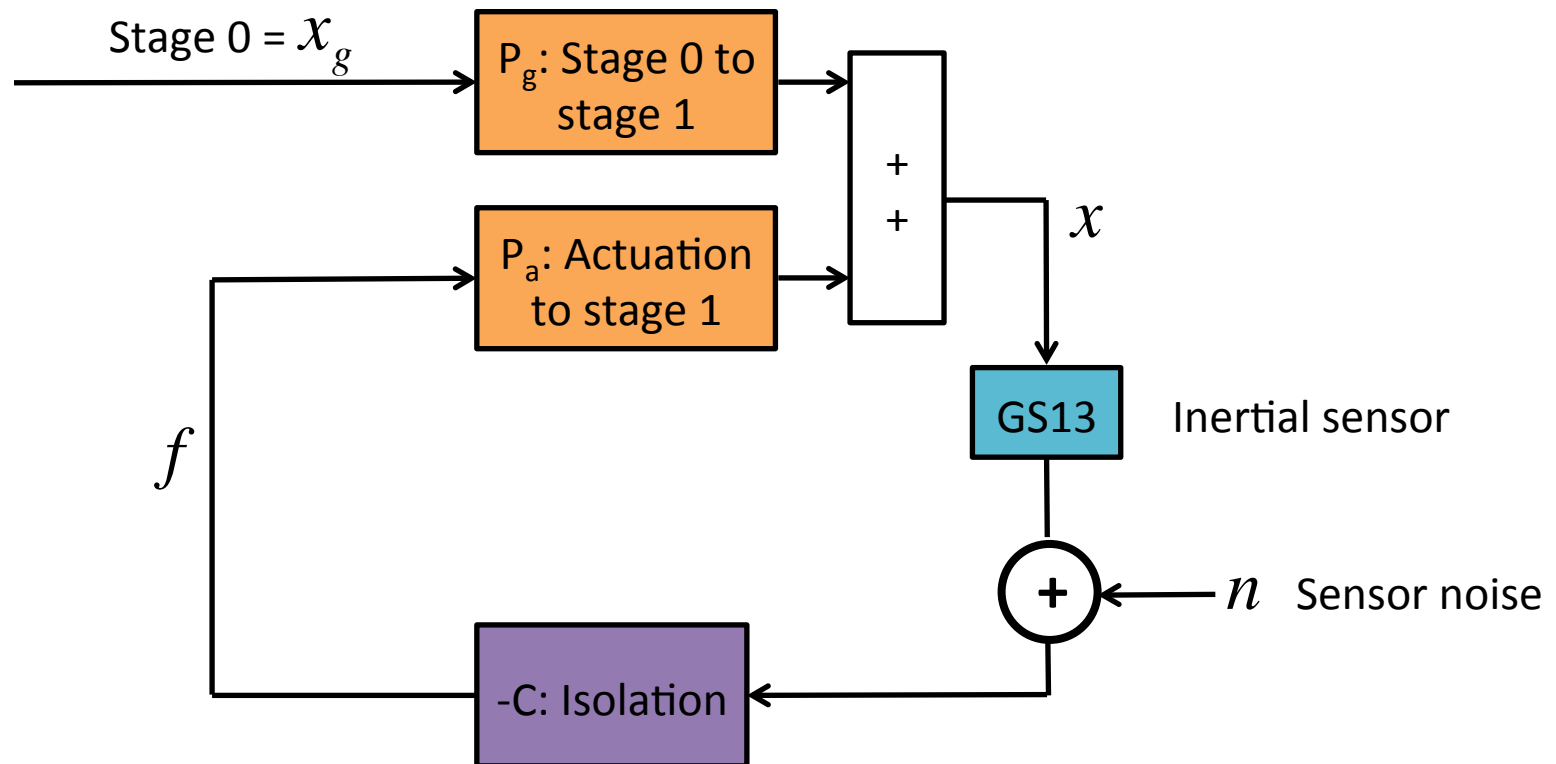 Stage 0 = x_g
P_g: Stage 0 to
stage 1
+
+
x
P_a: Actuation
to stage 1
GS13
Inertial sensor
f
+
n Sensor noise
-C: Isolation